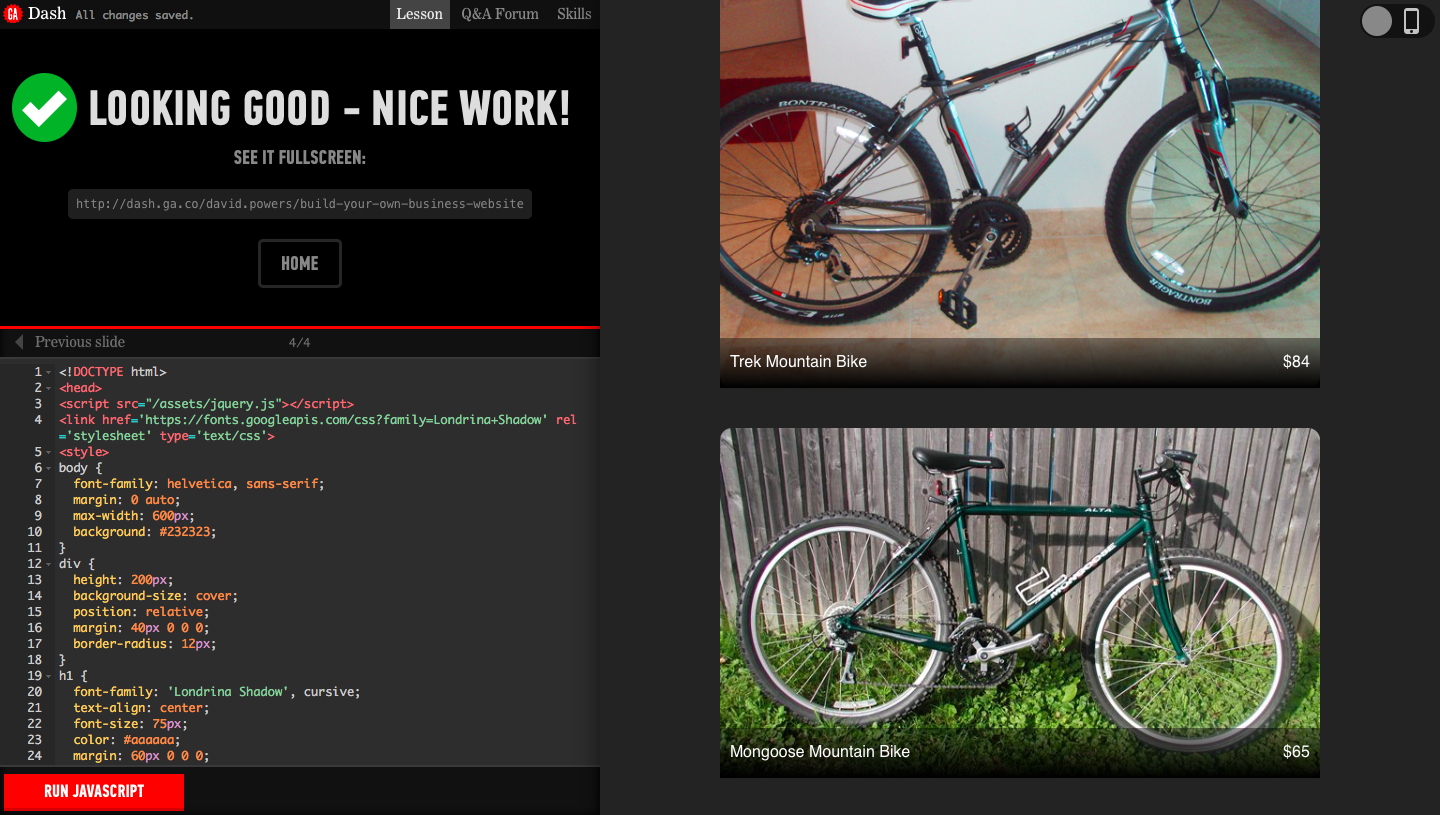 GA Dash All changes saved. Lesson Q&A Forum Skills
LOOKING GOOD – NICE WORK!
SEE IT FULLSCREEN:
http://dash.ga.co/david.powers/build-your-own-business-website
HOME
Previous slide 4/4
1 <!DOCTYPE html>
2 <head>
3 <script src="/assets/jquery.js"></script>
4 <link href='https://fonts.googleapis.com/css?family=Londrina+Shadow' rel
='stylesheet' type='text/css'>
5 <style>
6 body {
7 font-family: helvetica, sans-serif;
8 margin: 0 auto;
9 max-width: 600px;
10 background: #232323;
11 }
12 div {
13 height: 200px;
14 background-size: cover;
15 position: relative;
16 margin: 40px 0 0 0;
17 border-radius: 12px;
18 }
19 h1 {
20 font-family: 'Londrina Shadow', cursive;
21 text-align: center;
22 font-size: 75px;
23 color: #aaaaaa;
24 margin: 60px 0 0 0;
RUN JAVASCRIPT
BONTRAGER
series
TREK
BONTRAGER
Trek Mountain Bike $84
ALTA
MONGOOSE
Mongoose Mountain Bike $65